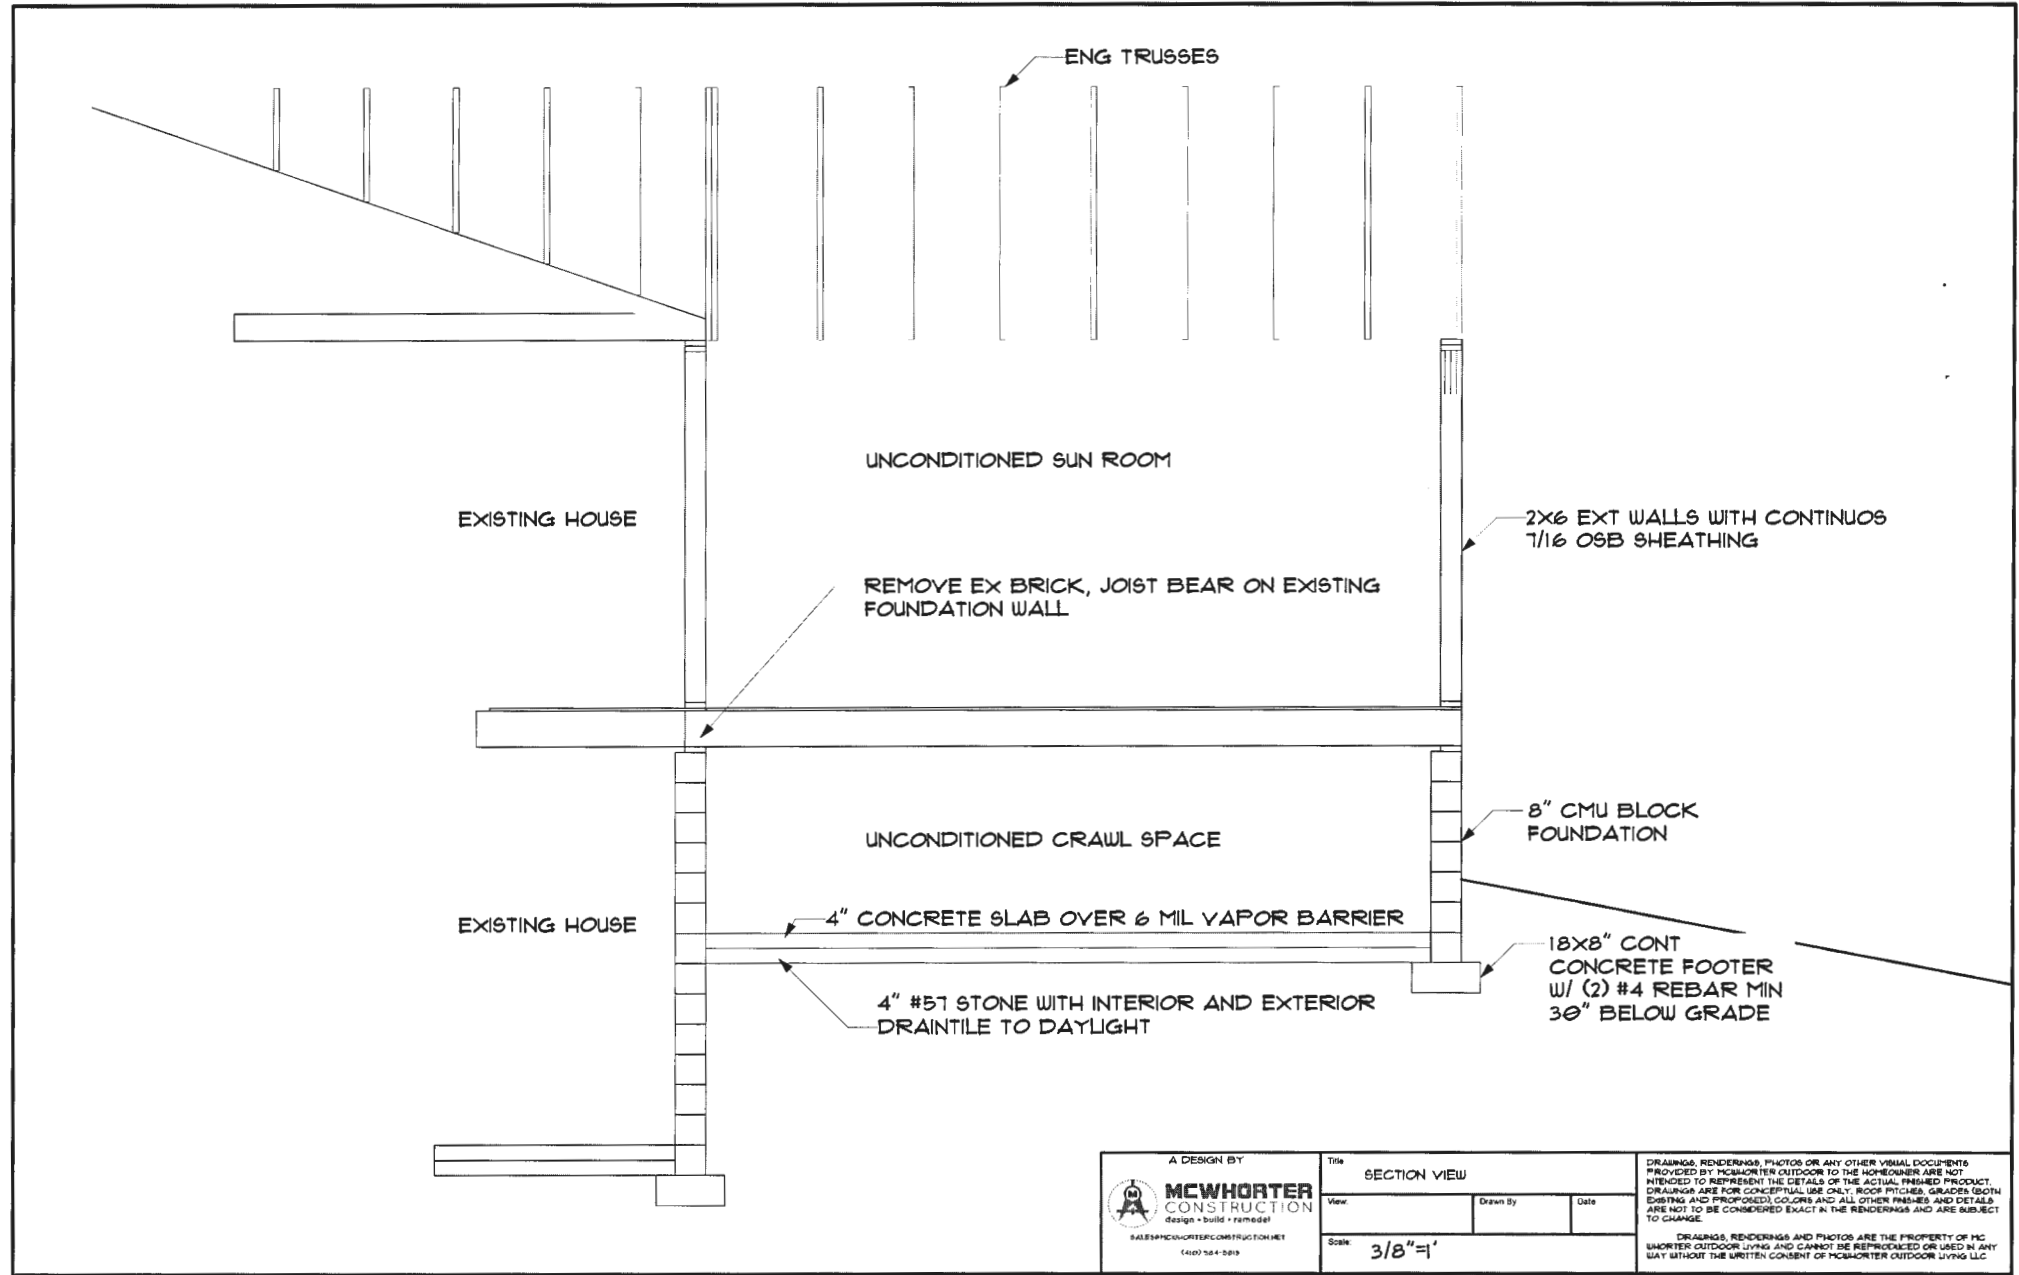 ENG TRUSSES
UNCONDITIONED SUN ROOM
EXISTING HOUSE
2X6 EXT WALLS WITH CONTINUOS
7/16 OSB SHEATHING
REMOVE EX BRICK, JOIST BEAR ON EXISTING
FOUNDATION WALL
8" CMU BLOCK
FOUNDATION
UNCONDITIONED CRAWL SPACE
EXISTING HOUSE
4" CONCRETE SLAB OVER 6 MIL VAPOR BARRIER
18X8" CONT
CONCRETE FOOTER
W/ (2) #4 REBAR MIN
30" BELOW GRADE
4" #57 STONE WITH INTERIOR AND EXTERIOR
DRAINTILE TO DAYLIGHT
A DESIGN BY
M
MCWHORTER
CONSTRUCTION
design • build • remodel
SALES@MCWHORTERCONSTRUCTION.NET
(410) 584-5019
Title
SECTION VIEW
View:
Drawn By
Date
Scale:
3/8"=1'
DRAWINGS, RENDERINGS, PHOTOS OR ANY OTHER VISUAL DOCUMENTS
PROVIDED BY MCWHORTER OUTDOOR TO THE HOMEOWNER ARE NOT
INTENDED TO REPRESENT THE DETAILS OF THE ACTUAL FINISHED PRODUCT.
DRAWINGS ARE FOR CONCEPTUAL USE ONLY. ROOF PITCHES, GRADES (BOTH
EXISTING AND PROPOSED), COLORS AND ALL OTHER FINISHES AND DETAILS
ARE NOT TO BE CONSIDERED EXACT IN THE RENDERINGS AND ARE SUBJECT
TO CHANGE.
DRAWINGS, RENDERINGS AND PHOTOS ARE THE PROPERTY OF MC
WHORTER OUTDOOR LIVING AND CANNOT BE REPRODUCED OR USED IN ANY
WAY WITHOUT THE WRITTEN CONSENT OF MCWHORTER OUTDOOR LIVING LLC